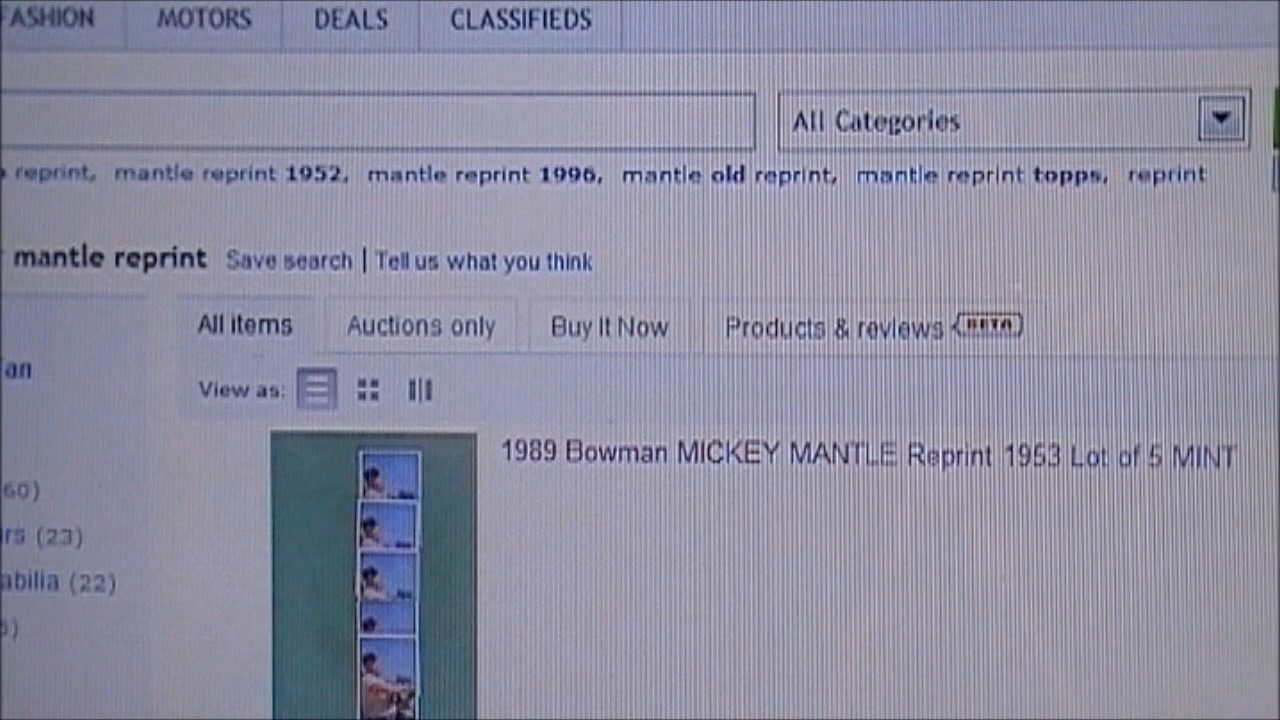 FASHION MOTORS DEALS CLASSIFIEDS
All Categories
reprint, mantle reprint 1952, mantle reprint 1996, mantle old reprint, mantle reprint topps, reprint
mantle reprint Save search | Tell us what you think
All items Auctions only Buy It Now Products & reviews BETA
an
View as:
1989 Bowman MICKEY MANTLE Reprint 1953 Lot of 5 MINT
60)
rs (23)
abilia (22)